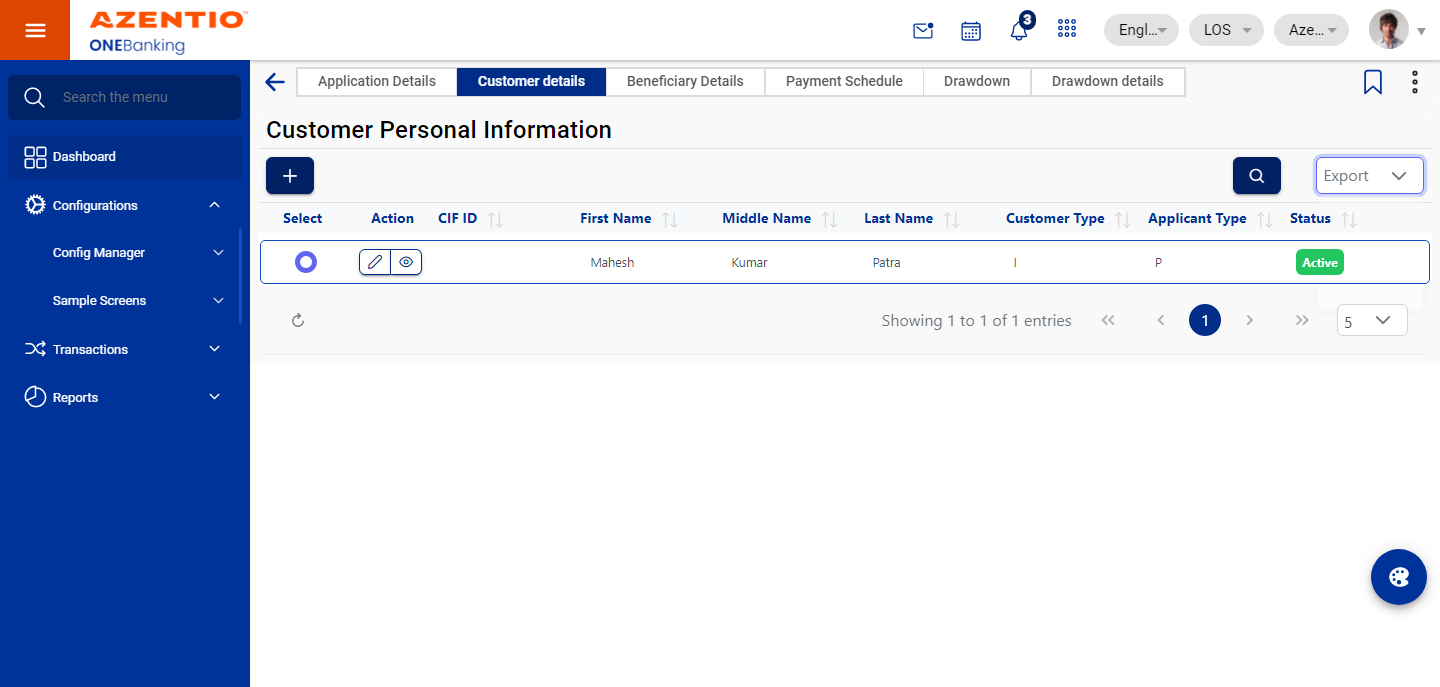 AZENTIO™
ONEBanking
3
Engl...
LOS
Aze...
Search the menu
Dashboard
Configurations
Config Manager
Sample Screens
Transactions
Reports
Application Details
Customer details
Beneficiary Details
Payment Schedule
Drawdown
Drawdown details
Customer Personal Information
+
Export
Select Action CIF ID First Name Middle Name Last Name Customer Type Applicant Type Status
Mahesh Kumar Patra I P Active
Showing 1 to 1 of 1 entries
1
5